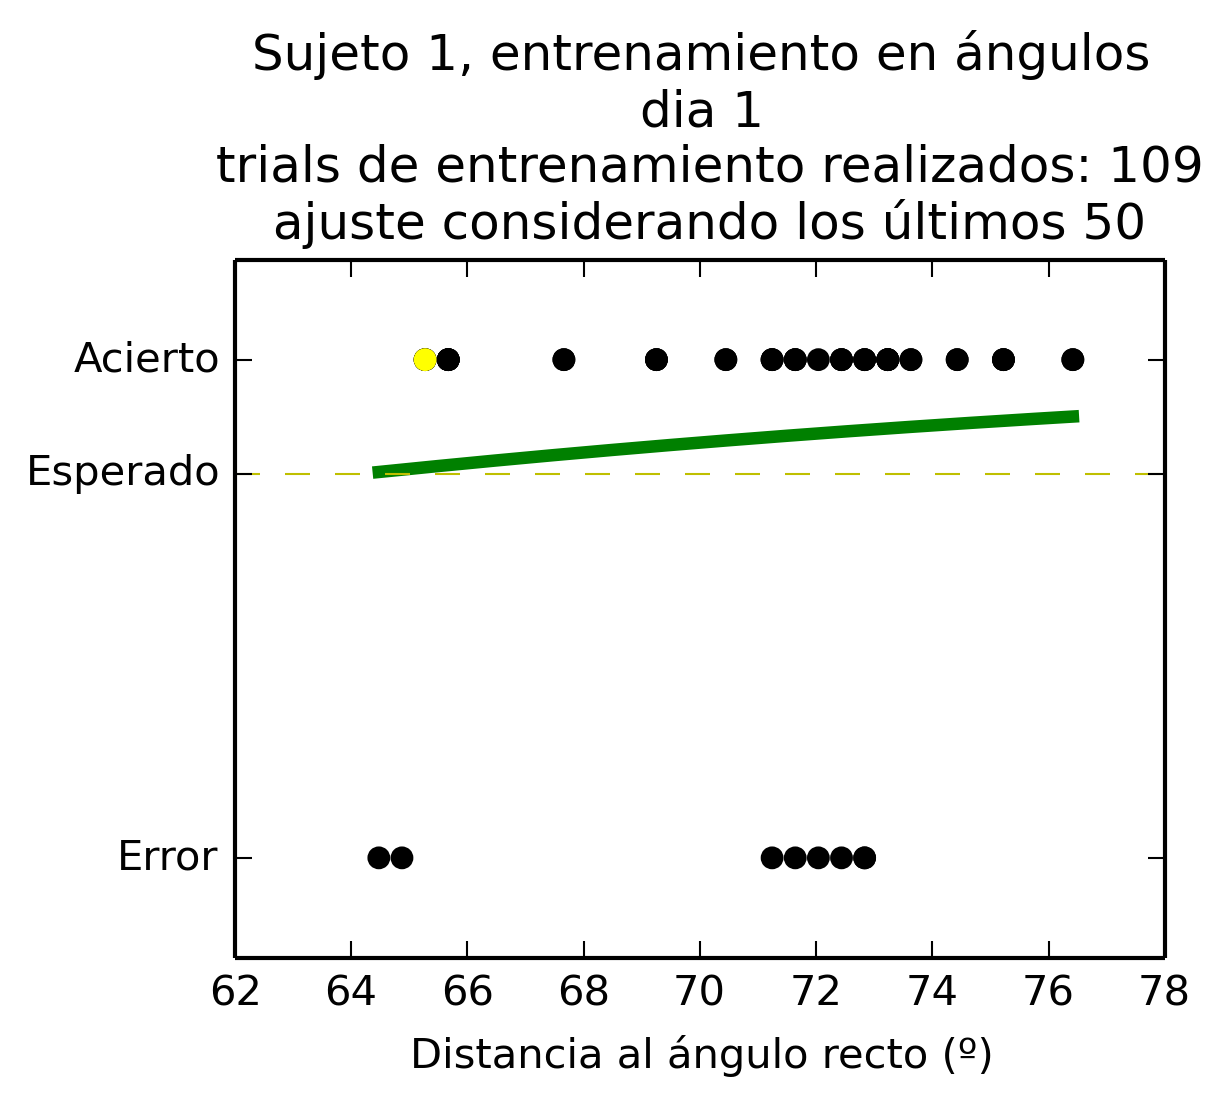 Sujeto 1, entrenamiento en ángulos
dia 1
trials de entrenamiento realizados: 109
ajuste considerando los últimos 50
Acierto
Esperado
Error
62 64 66 68 70 72 74 76 78
Distancia al ángulo recto (º)